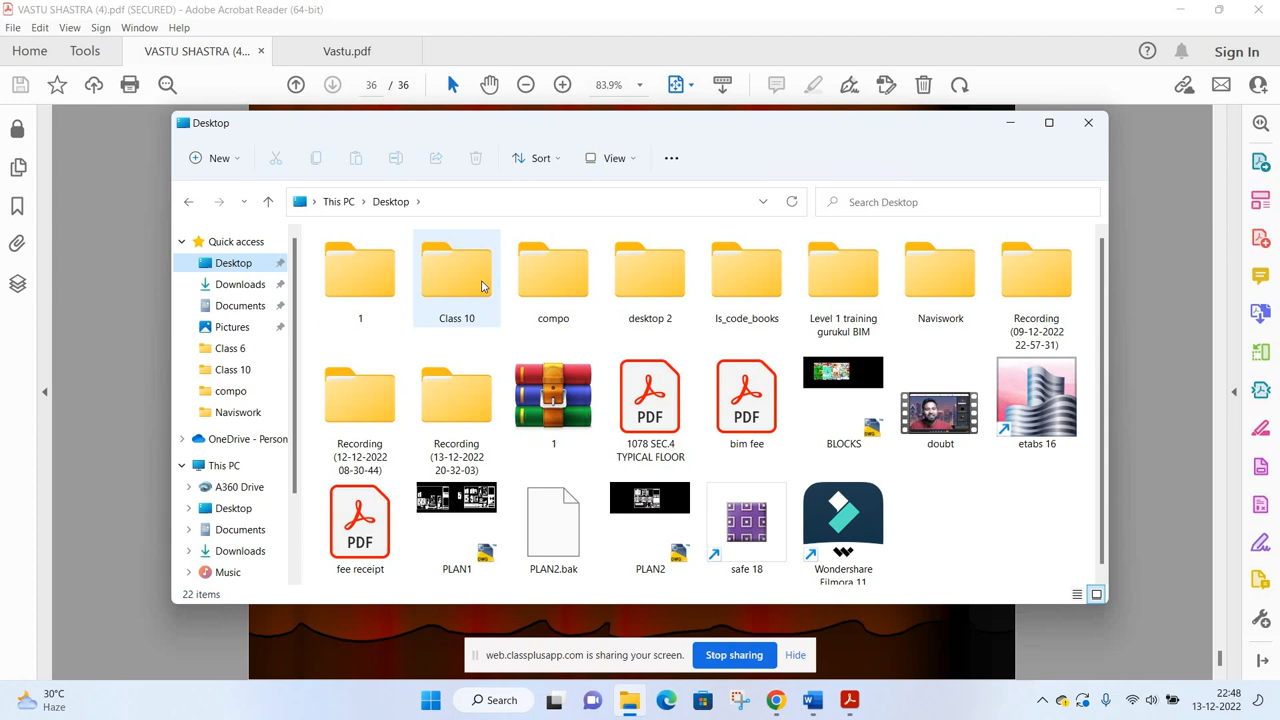 VASTU SHASTRA (4).pdf (SECURED) - Adobe Acrobat Reader (64-bit)
File Edit View Sign Window Help
Home Tools VASTU SHASTRA (4... × Vastu.pdf Sign In
36 / 36 83.9%
Desktop
New Sort View
This PC > Desktop > Search Desktop
Quick access
Desktop
Downloads
Documents
Pictures
Class 6
Class 10
compo
Naviswork
OneDrive - Person
This PC
A360 Drive
Desktop
Documents
Downloads
Music
1 Class 10 compo desktop 2 ls_code_books Level 1 training Naviswork Recording
gurukul BIM (09-12-2022
22-57-31)
PDF PDF
Recording Recording 1 1078 SEC.4 bim fee BLOCKS doubt etabs 16
(12-12-2022 (13-12-2022 TYPICAL FLOOR
08-30-44) 20-32-03)
PDF
fee receipt PLAN1 PLAN2.bak PLAN2 safe 18 Wondershare
Filmora 11
22 items
web.classplusapp.com is sharing your screen. Stop sharing Hide
30°C
Haze
Search
22:48
13-12-2022